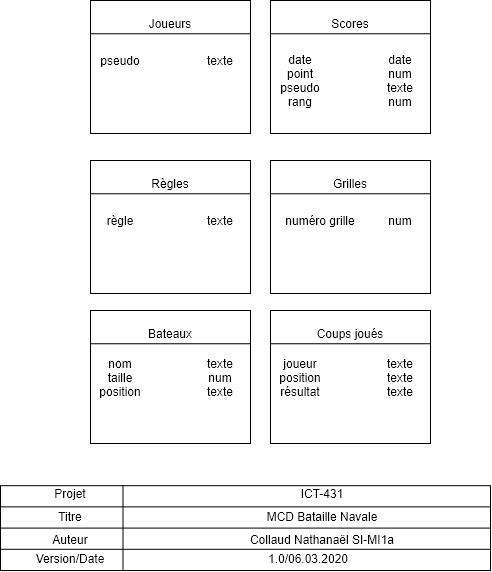 Joueurs
pseudo texte
Scores
date date
point num
pseudo texte
rang num
Règles
règle texte
Grilles
numéro grille num
Bateaux
nom texte
taille num
position texte
Coups joués
joueur texte
position texte
résultat texte
Projet ICT-431
Titre MCD Bataille Navale
Auteur Collaud Nathanaël SI-MI1a
Version/Date 1.0/06.03.2020